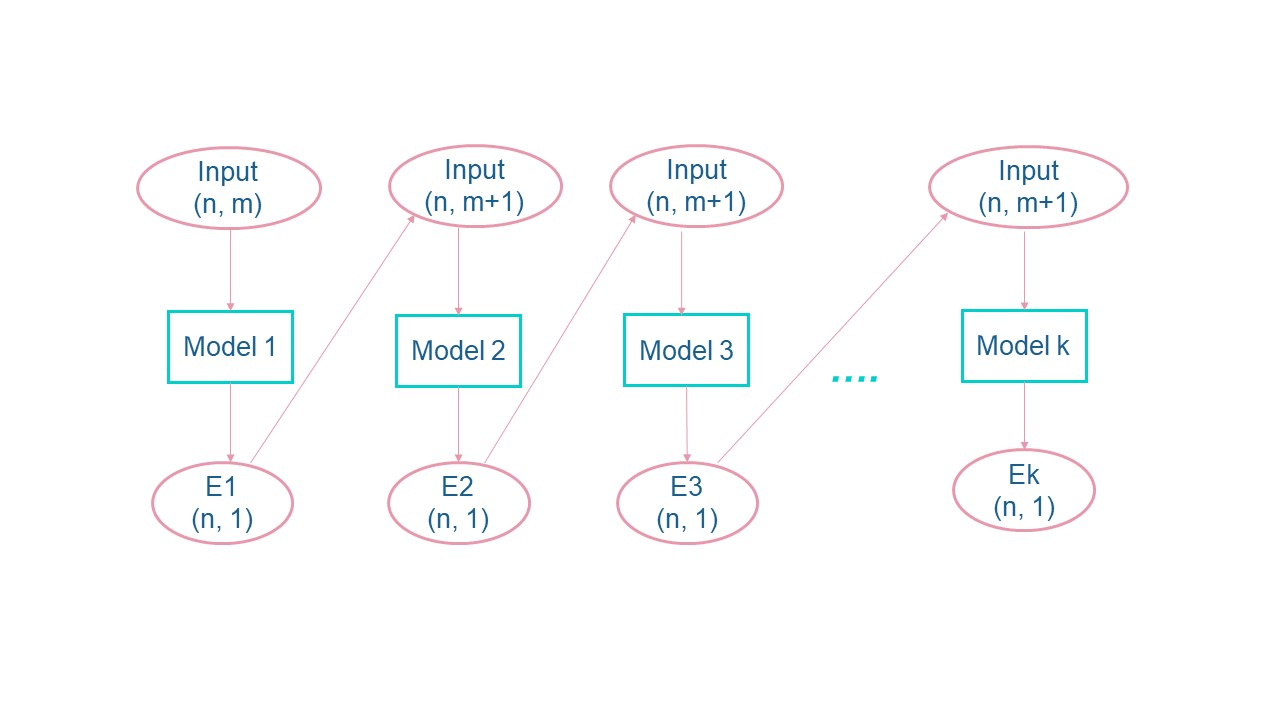 Input
(n, m)
Input
(n, m+1)
Input
(n, m+1)
Input
(n, m+1)
Model 1
Model 2
Model 3
....
Model k
E1
(n, 1)
E2
(n, 1)
E3
(n, 1)
Ek
(n, 1)